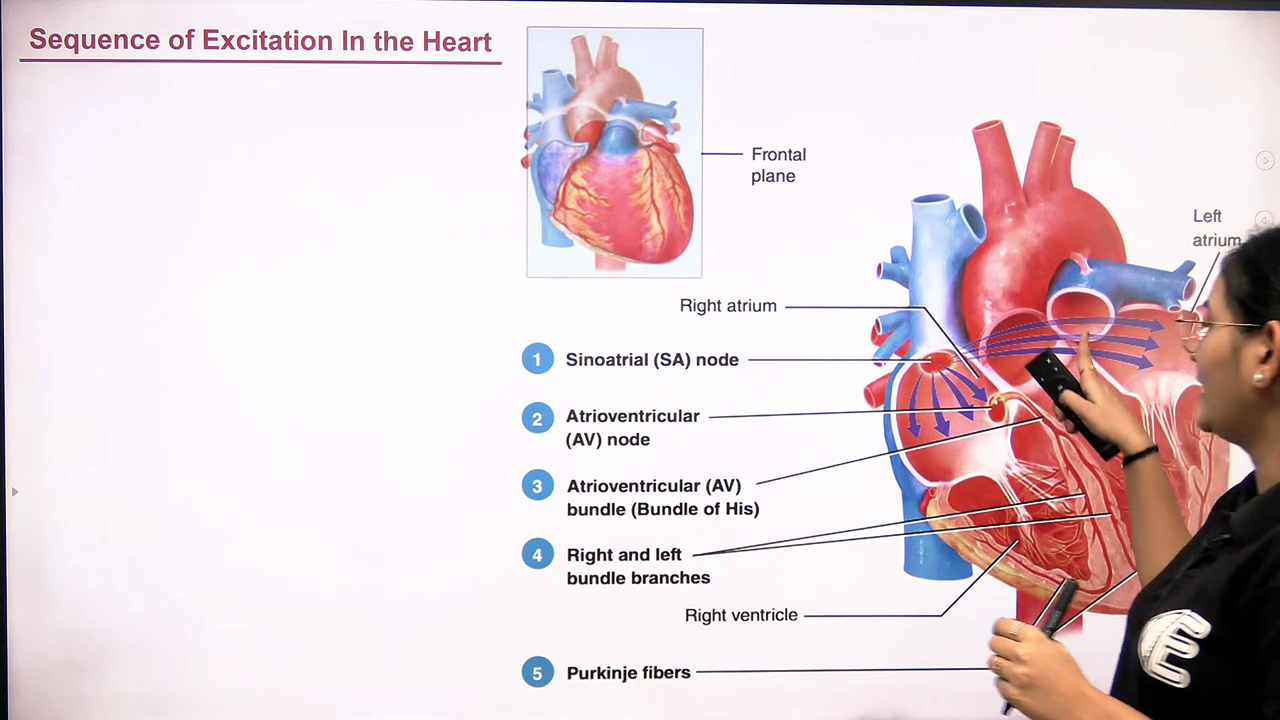 Sequence of Excitation In the Heart
Frontal
plane
Left
atrium
Right atrium
1 Sinoatrial (SA) node
2 Atrioventricular
(AV) node
3 Atrioventricular (AV)
bundle (Bundle of His)
4 Right and left
bundle branches
Right ventricle
5 Purkinje fibers